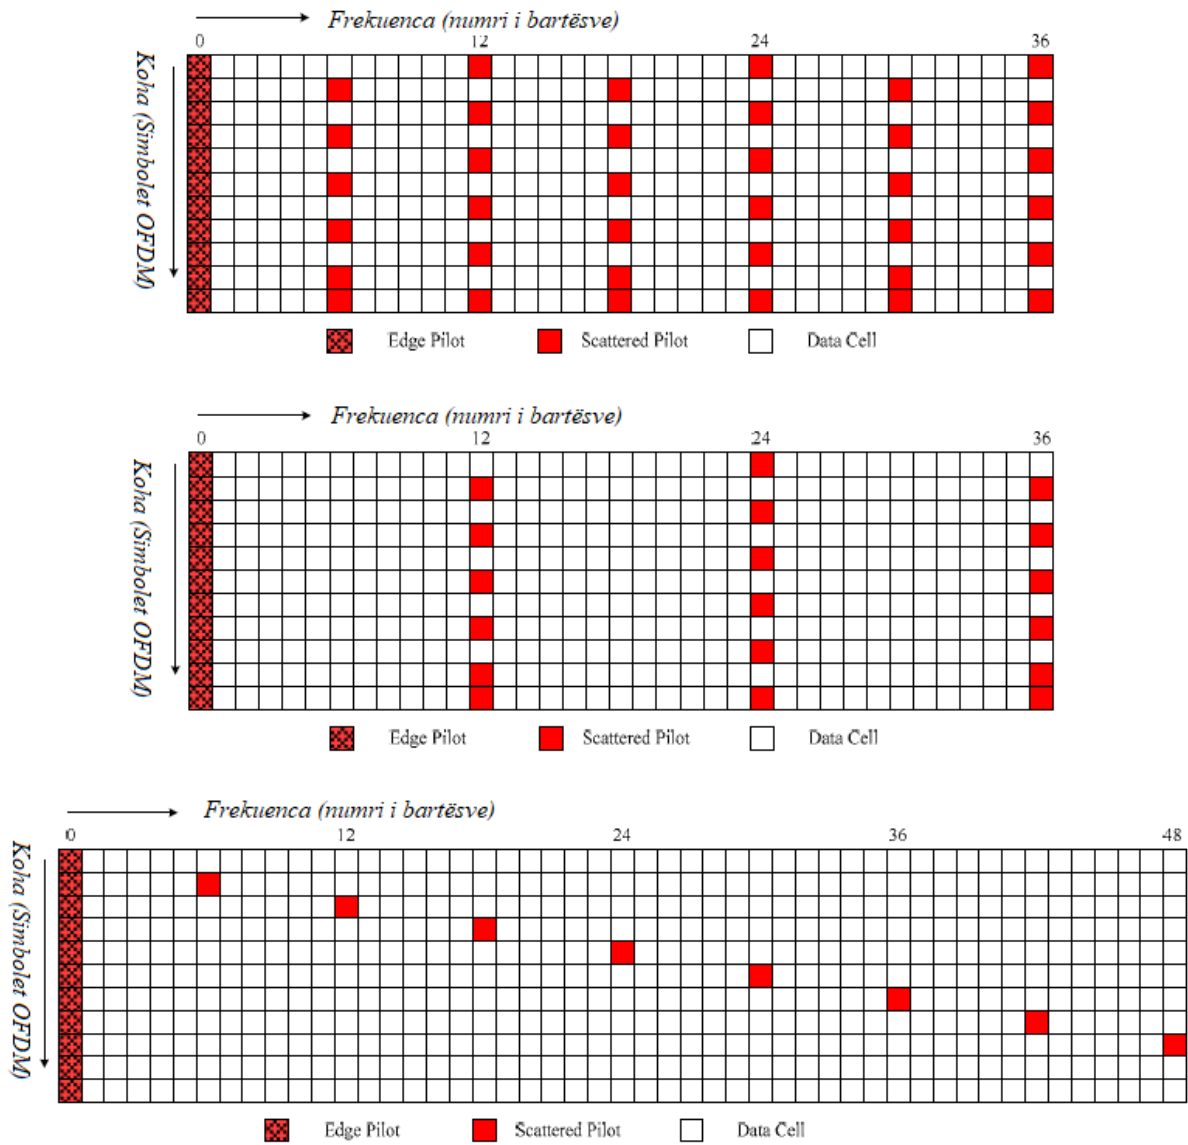 Frekuenca (numri i bartësve)
0 12 24 36
Koha (Simbolet OFDM)
Edge Pilot Scattered Pilot Data Cell
Frekuenca (numri i bartësve)
0 12 24 36
Koha (Simbolet OFDM)
Edge Pilot Scattered Pilot Data Cell
Frekuenca (numri i bartësve)
0 12 24 36 48
Koha (Simbolet OFDM)
Edge Pilot Scattered Pilot Data Cell